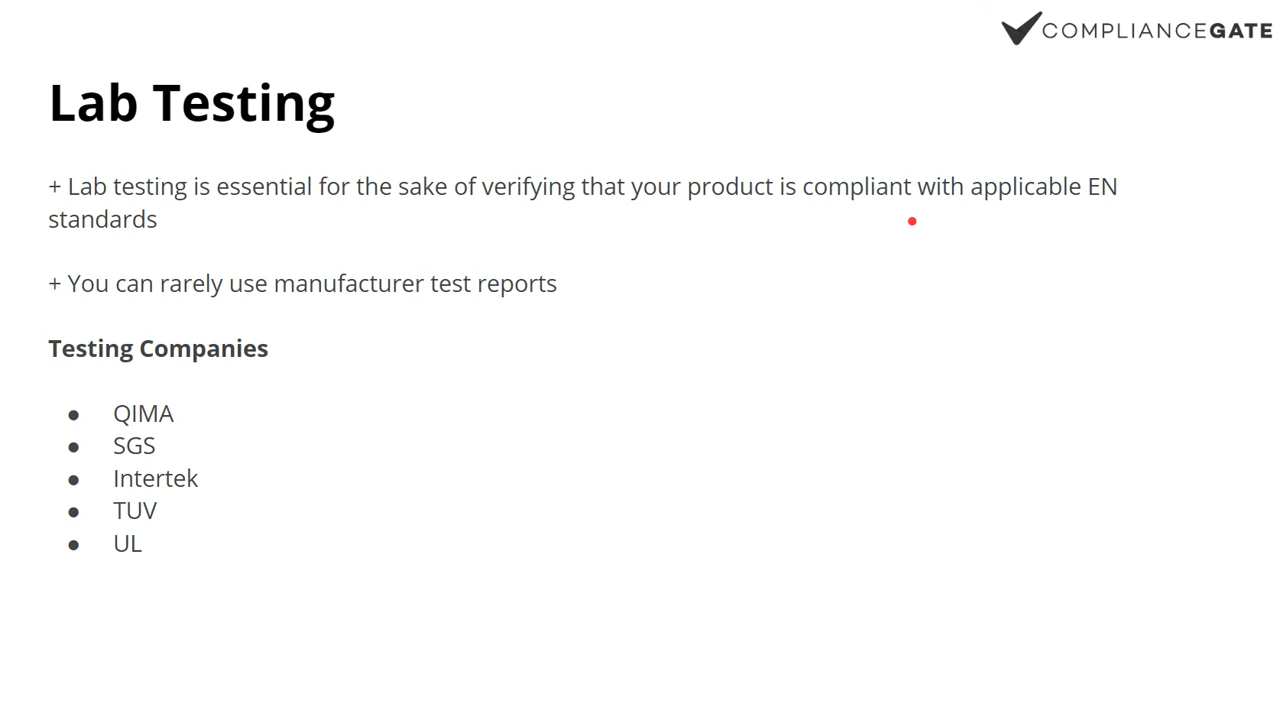 COMPLIANCEGATE
Lab Testing
+ Lab testing is essential for the sake of verifying that your product is compliant with applicable EN
standards
+ You can rarely use manufacturer test reports
Testing Companies
● QIMA
● SGS
● Intertek
● TUV
● UL